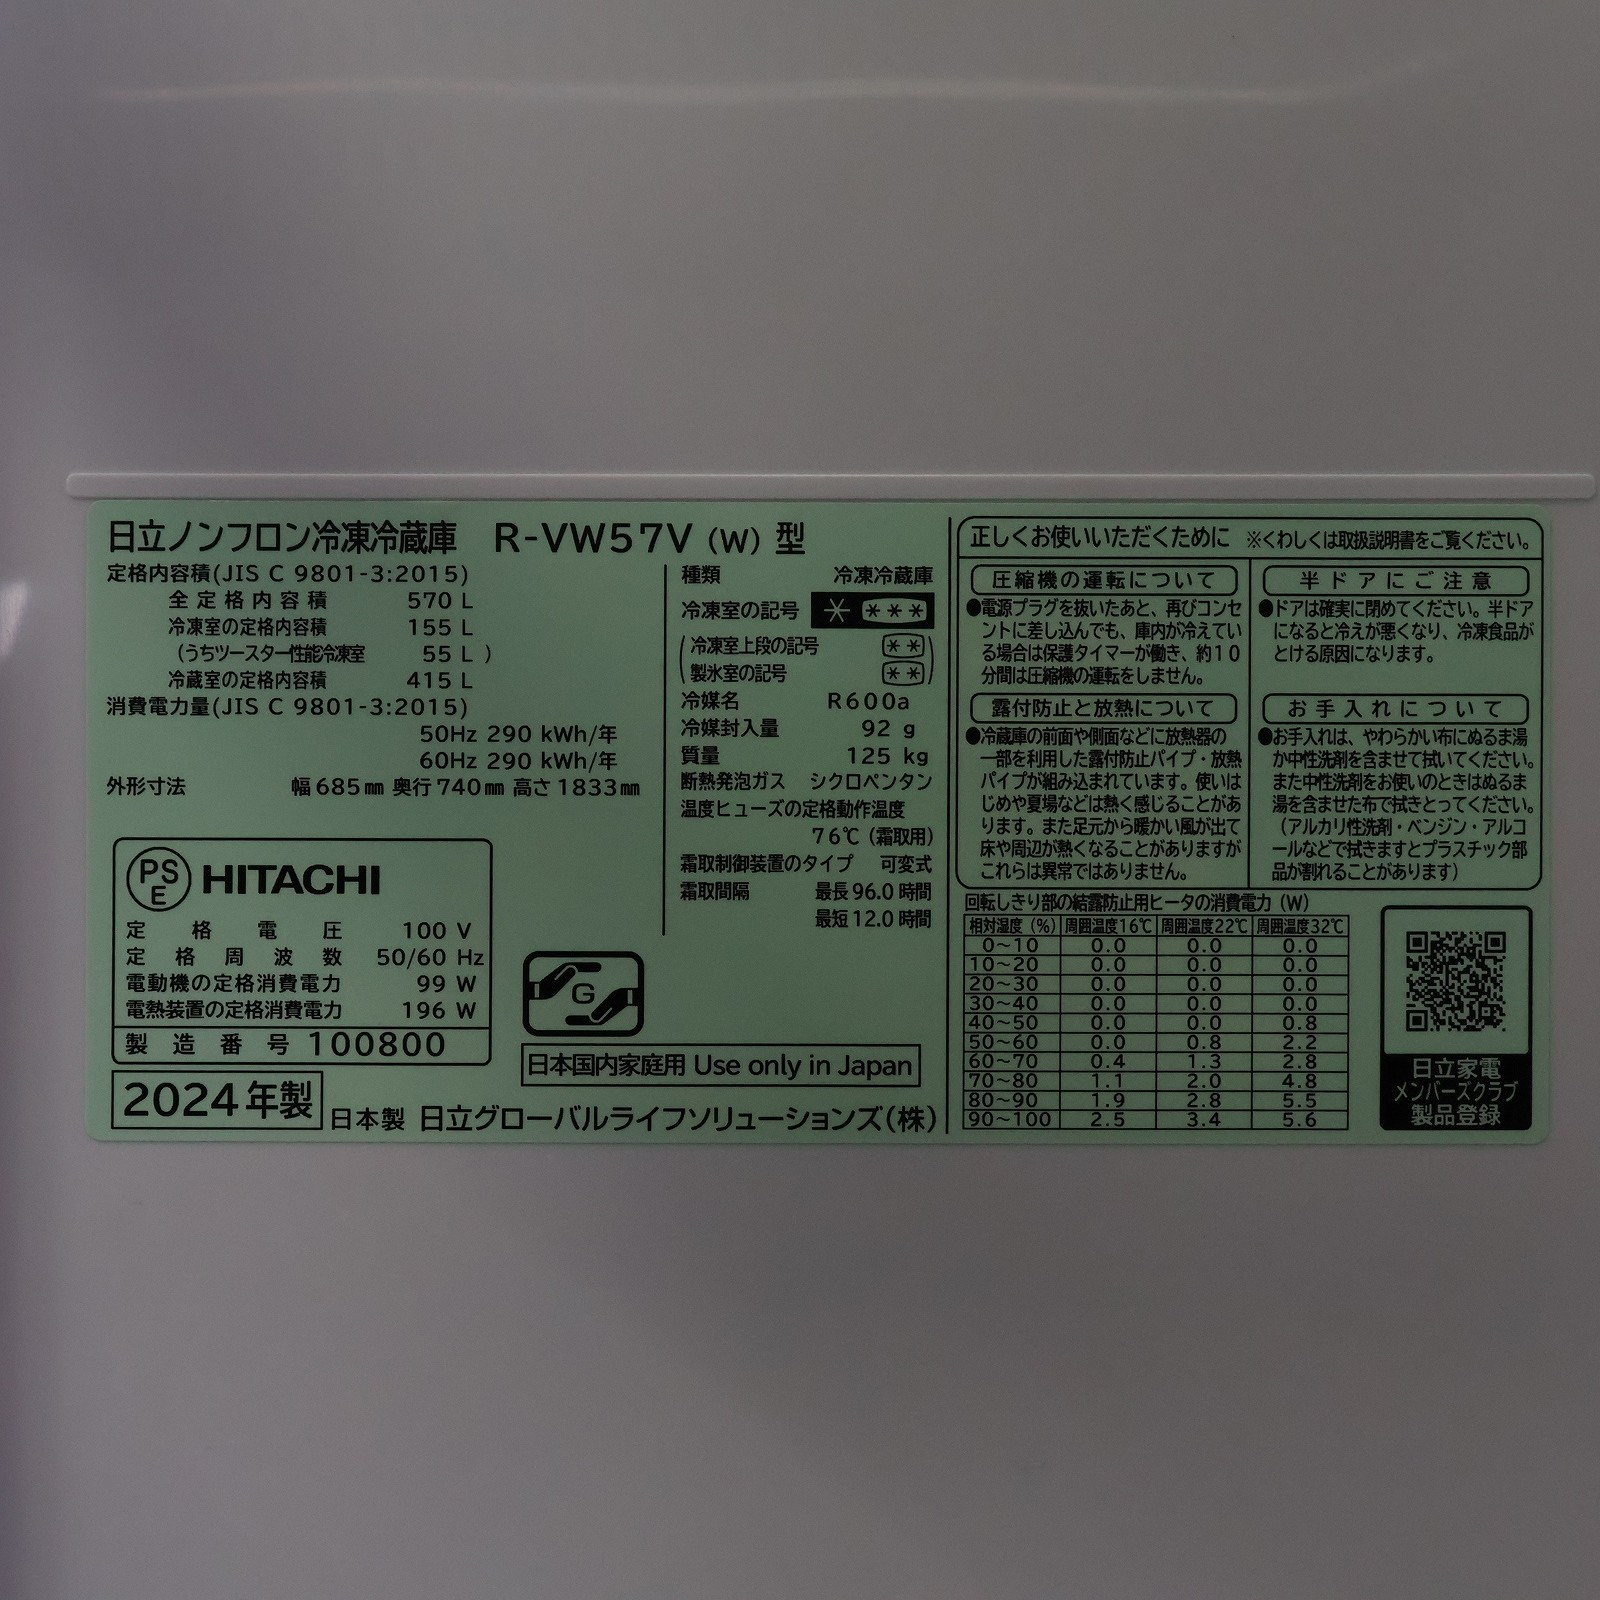 日立ノンフロン冷凍冷蔵庫 R-VW57V (W) 型
定格内容積(JIS C 9801-3:2015)
全定格内容積 570 L
冷凍室の定格内容積 155 L
(うちツースター性能冷凍室 55 L )
冷蔵室の定格内容積 415 L
消費電力量(JIS C 9801-3:2015)
50Hz 290 kWh/年
60Hz 290 kWh/年
外形寸法 幅685㎜ 奥行740㎜ 高さ1833㎜
PS
E
HITACHI
定格電圧 100 V
定格周波数 50/60 Hz
電動機の定格消費電力 99 W
電熱装置の定格消費電力 196 W
製造番号 100800
2024年製
日本製 日立グローバルライフソリューションズ(株)
種類 冷凍冷蔵庫
冷凍室の記号
冷凍室上段の記号
製氷室の記号
冷媒名 R600a
冷媒封入量 92 g
質量 125 kg
断熱発泡ガス シクロペンタン
温度ヒューズの定格動作温度
76℃ (霜取用)
霜取制御装置のタイプ 可変式
霜取間隔 最長96.0時間
最短12.0時間
G
日本国内家庭用 Use only in Japan
正しくお使いいただくために ※くわしくは取扱説明書をご覧ください。
圧縮機の運転について
●電源プラグを抜いたあと、再びコンセ
ントに差し込んでも、庫内が冷えてい
る場合は保護タイマーが働き、約10
分間は圧縮機の運転をしません。
露付防止と放熱について
●冷蔵庫の前面や側面などに放熱器の
一部を利用した露付防止パイプ・放熱
パイプが組み込まれています。使いは
じめや夏場などは熱く感じることがあ
ります。また足元から暖かい風が出て
床や周辺が熱くなることがありますが
これらは異常ではありません。
半ドアにご注意
●ドアは確実に閉めてください。半ドア
になると冷えが悪くなり、冷凍食品が
とける原因になります。
お手入れについて
●お手入れは、やわらかい布にぬるま湯
か中性洗剤を含ませて拭いてください。
また中性洗剤をお使いのときはぬるま
湯を含ませた布で拭きとってください。
(アルカリ性洗剤・ベンジン・アルコ
ールなどで拭きますとプラスチック部
品が割れることがあります)
回転しきり部の結露防止用ヒータの消費電力(W)
相対湿度(%) 周囲温度16℃ 周囲温度22℃ 周囲温度32℃
0～10 0.0 0.0 0.0
10～20 0.0 0.0 0.0
20～30 0.0 0.0 0.0
30～40 0.0 0.0 0.0
40～50 0.0 0.0 0.8
50～60 0.0 0.8 2.2
60～70 0.4 1.3 2.8
70～80 1.1 2.0 4.8
80～90 1.9 2.8 5.5
90～100 2.5 3.4 5.6
日立家電
メンバーズクラブ
製品登録